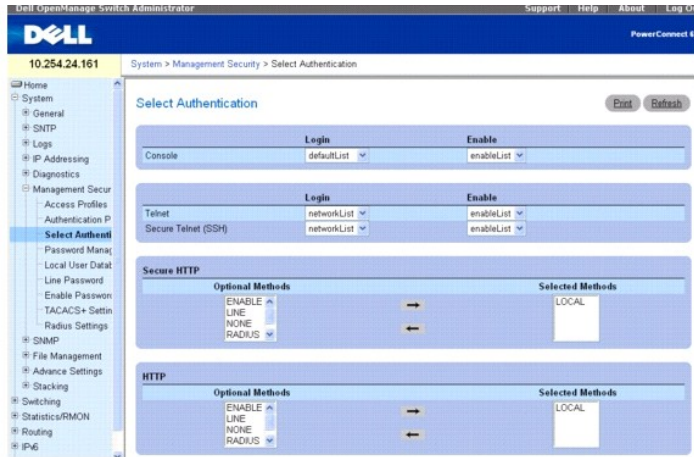 Dell OpenManage Switch Administrator
Support Help About Log O
DELL
PowerConnect 6
10.254.24.161
System > Management Security > Select Authentication
Home
System
General
SNTP
Logs
IP Addressing
Diagnostics
Management Secur
Access Profiles
Authentication P
Select Authenti
Password Manag
Local User Datab
Line Password
Enable Password
TACACS+ Settin
Radius Settings
SNMP
File Management
Advance Settings
Stacking
Switching
Statistics/RMON
Routing
IPv6
Select Authentication
Print Refresh
Login Enable
Console defaultList enableList
Login Enable
Telnet networkList enableList
Secure Telnet (SSH) networkList enableList
Secure HTTP
Optional Methods Selected Methods
ENABLE
LINE
NONE
RADIUS
LOCAL
HTTP
Optional Methods Selected Methods
ENABLE
LINE
NONE
RADIUS
LOCAL